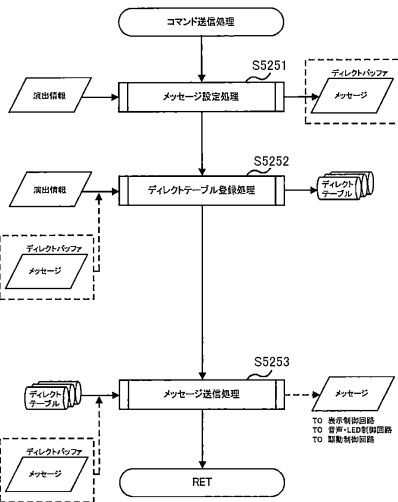 コマンド送信処理
S5251
ディレクトバッファ
演出情報
メッセージ設定処理
メッセージ
S5252
演出情報
ディレクトテーブル登録処理
ディレクト
テーブル
ディレクトバッファ
メッセージ
S5253
ディレクト
テーブル
メッセージ送信処理
メッセージ
TO 表示制御回路
TO 音声・LED制御回路
TO 駆動制御回路
ディレクトバッファ
メッセージ
RET